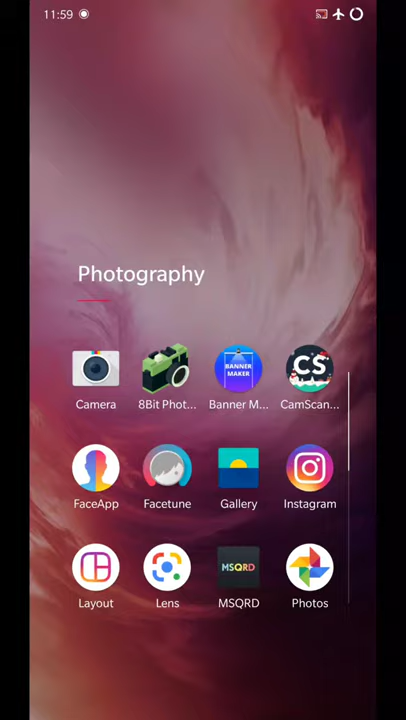 11:59
Photography
BANNER
MAKER
CS
Camera
8Bit Phot...
Banner M...
CamScan...
FaceApp
Facetune
Gallery
Instagram
MSQRD
Layout
Lens
MSQRD
Photos